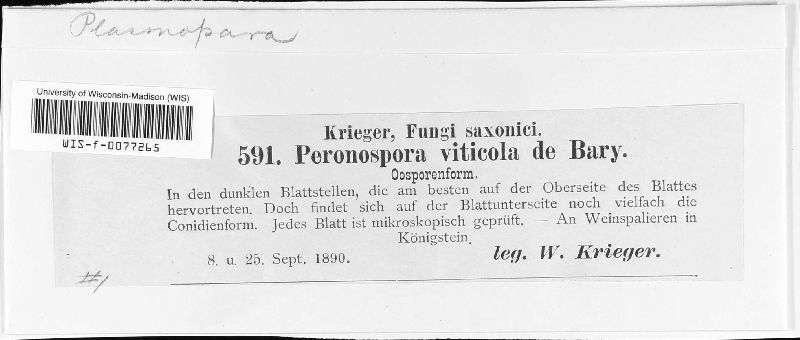 Plasmopara
University of Wisconsin-Madison (WIS)
WIS-f-0077265
Krieger, Fungi saxonici.
591. Peronospora viticola de Bary.
Oosporenform.
In den dunklen Blattstellen, die am besten auf der Oberseite des Blattes
hervortreten. Doch findet sich auf der Blattunterseite noch vielfach die
Conidienform. Jedes Blatt ist mikroskopisch geprüft. — An Weinspalieren in
Königstein.
8. u. 25. Sept. 1890. leg. W. Krieger.
#1